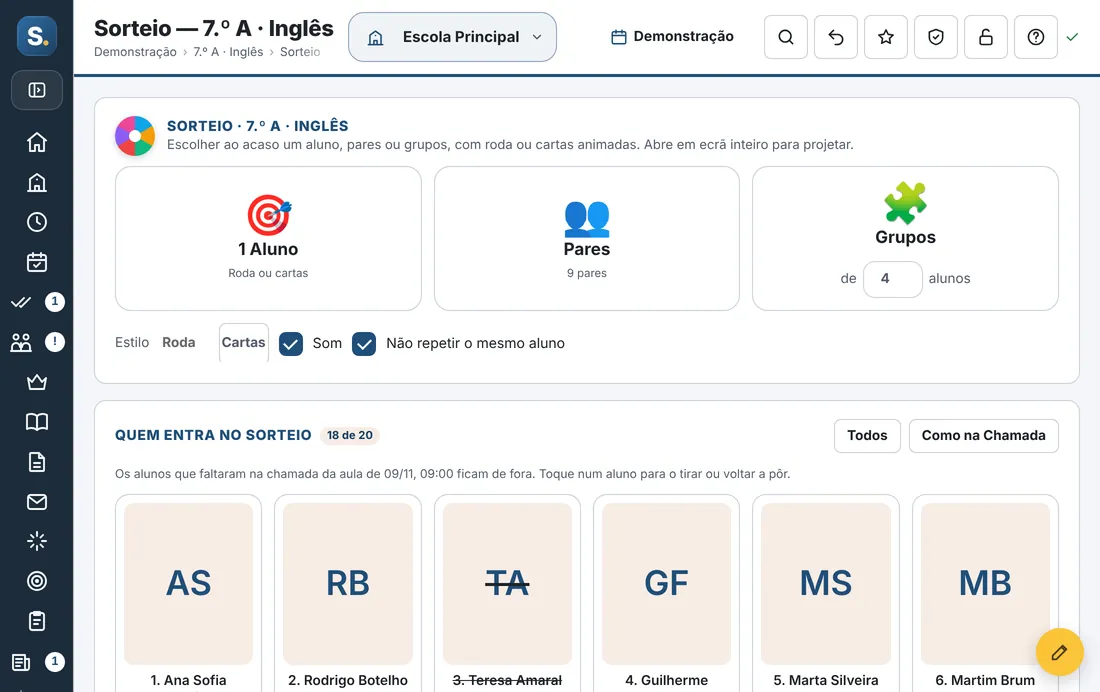 S.
Sorteio — 7.º A · Inglês
Demonstração › 7.º A · Inglês › Sorteio
Escola Principal
Demonstração
1
!
1
SORTEIO · 7.º A · INGLÊS
Escolher ao acaso um aluno, pares ou grupos, com roda ou cartas animadas. Abre em ecrã inteiro para projetar.
1 Aluno
Roda ou cartas
Pares
9 pares
Grupos
de 4 alunos
Estilo Roda Cartas Som Não repetir o mesmo aluno
QUEM ENTRA NO SORTEIO 18 de 20
Todos
Como na Chamada
Os alunos que faltaram na chamada da aula de 09/11, 09:00 ficam de fora. Toque num aluno para o tirar ou voltar a pôr.
AS
RB
TA
GF
MS
MB
1. Ana Sofia
2. Rodrigo Botelho
3. Teresa Amaral
4. Guilherme
5. Marta Silveira
6. Martim Brum